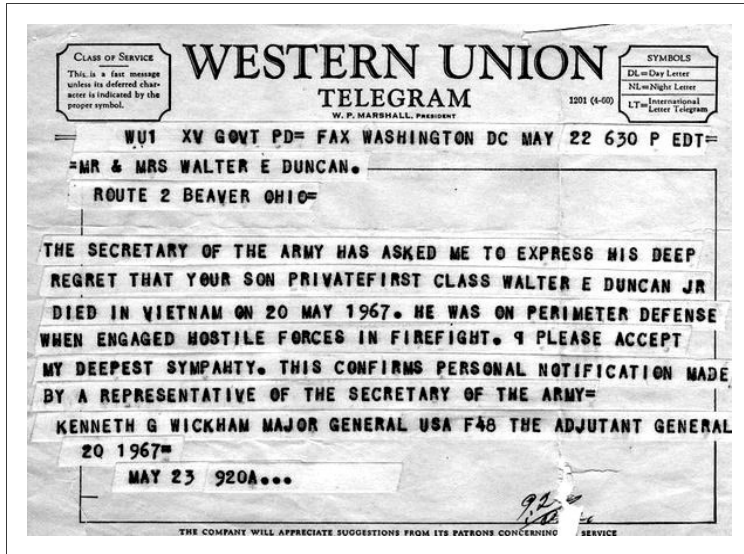 CLASS OF SERVICE
This is a fast message
unless its deferred char-
acter is indicated by the
proper symbol.
WESTERN UNION
TELEGRAM
W. P. MARSHALL, PRESIDENT
1201 (4-60)
SYMBOLS
DL=Day Letter
NL=Night Letter
LT=International Letter Telegram
WU1 XV GOVT PD= FAX WASHINGTON DC MAY 22 630 P EDT=
=MR & MRS WALTER E DUNCAN.
ROUTE 2 BEAVER OHIO=
THE SECRETARY OF THE ARMY HAS ASKED ME TO EXPRESS HIS DEEP
REGRET THAT YOUR SON PRIVATEFIRST CLASS WALTER E DUNCAN JR
DIED IN VIETNAM ON 20 MAY 1967. HE WAS ON PERIMETER DEFENSE
WHEN ENGAGED HOSTILE FORCES IN FIREFIGHT. ¶ PLEASE ACCEPT
MY DEEPEST SYMPAHTY. THIS CONFIRMS PERSONAL NOTIFICATION MADE
BY A REPRESENTATIVE OF THE SECRETARY OF THE ARMY=
KENNETH G WICKHAM MAJOR GENERAL USA F48 THE ADJUTANT GENERAL
20 1967=
MAY 23 920A...
THE COMPANY WILL APPRECIATE SUGGESTIONS FROM ITS PATRONS CONCERNING SERVICE